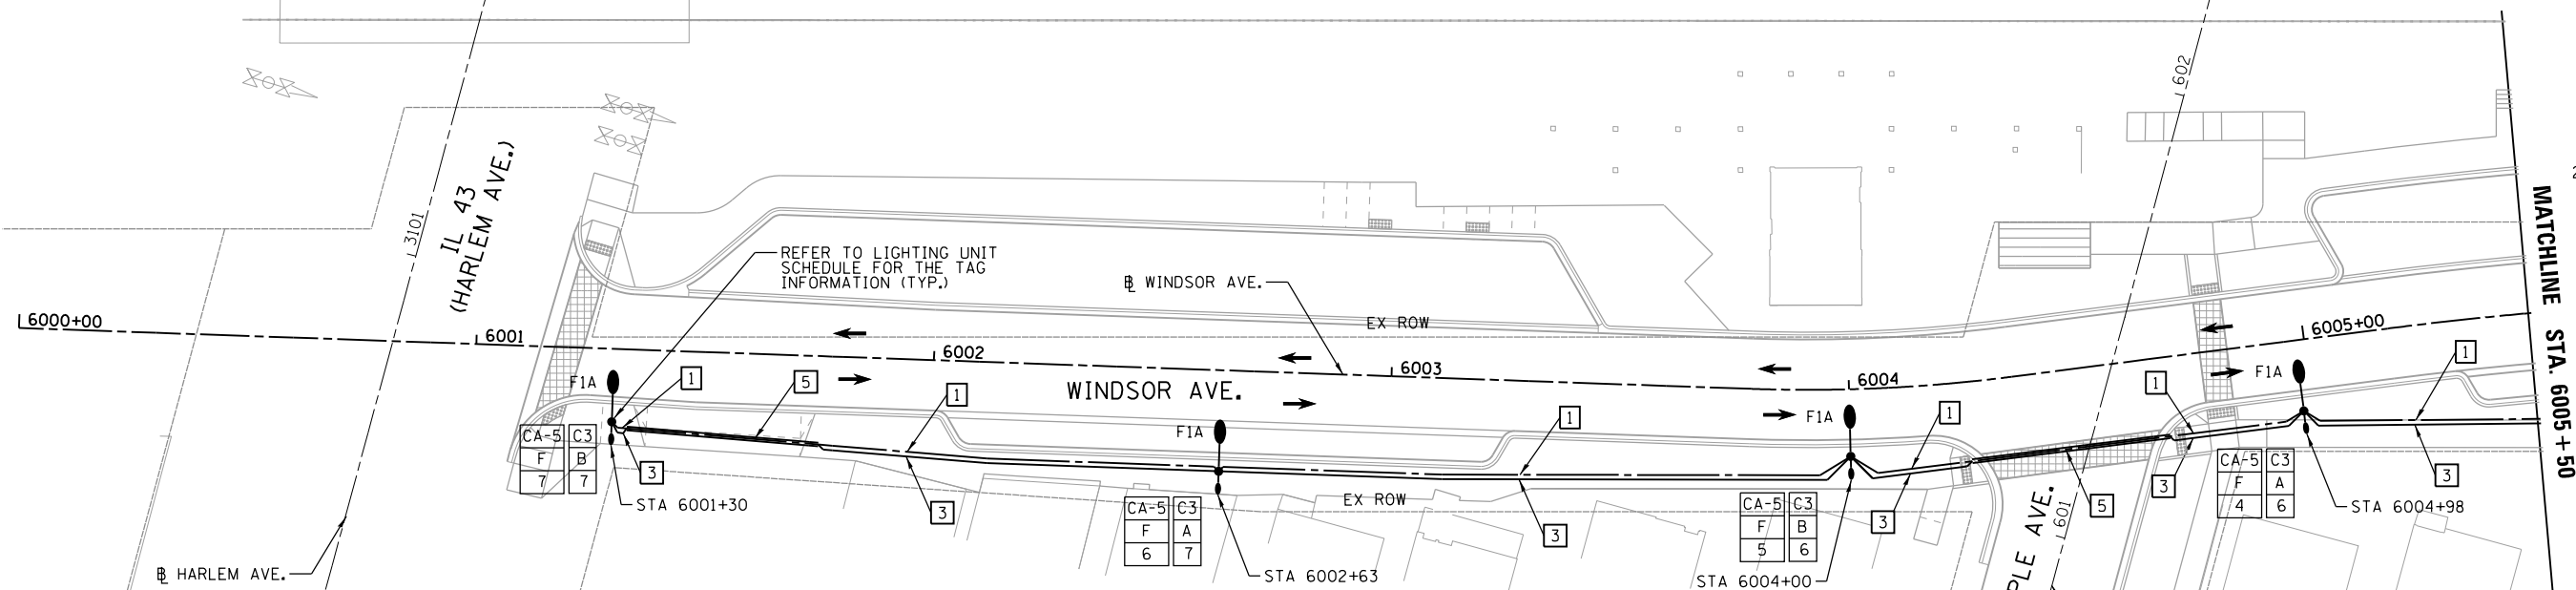 602
3101
IL 43
(HARLEM AVE.)
REFER TO LIGHTING UNIT
SCHEDULE FOR THE TAG
INFORMATION (TYP.)
℄ WINDSOR AVE.
MATCHLINE STA. 6005+50
6000+00
6001
6002
6003
6004
6005+00
EX ROW
WINDSOR AVE.
F1A
1
5
1
F1A
1
F1A
1
1
F1A
1
CA-5 C3
F B
7 7
3
STA 6001+30
3
CA-5 C3
F A
6 7
STA 6002+63
EX ROW
3
CA-5 C3
F B
5 6
STA 6004+00
3
PLE AVE.
601
5
3
CA-5 C3
F A
4 6
STA 6004+98
3
℄ HARLEM AVE.